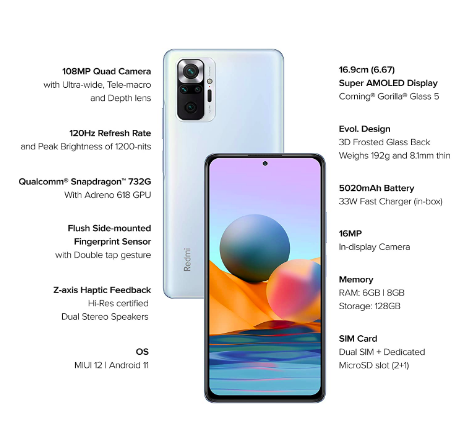 108MP Quad Camera
with Ultra-wide, Tele-macro
and Depth lens
120Hz Refresh Rate
and Peak Brightness of 1200-nits
Qualcomm® Snapdragon™ 732G
With Adreno 618 GPU
Flush Side-mounted
Fingerprint Sensor
with Double tap gesture
Z-axis Haptic Feedback
Hi-Res certified
Dual Stereo Speakers
OS
MIUI 12 | Android 11
Redmi
16.9cm (6.67)
Super AMOLED Display
Corning® Gorilla® Glass 5
Evol. Design
3D Frosted Glass Back
Weighs 192g and 8.1mm thin
5020mAh Battery
33W Fast Charger (in-box)
16MP
In-display Camera
Memory
RAM: 6GB | 8GB
Storage: 128GB
SIM Card
Dual SIM + Dedicated
MicroSD slot (2+1)